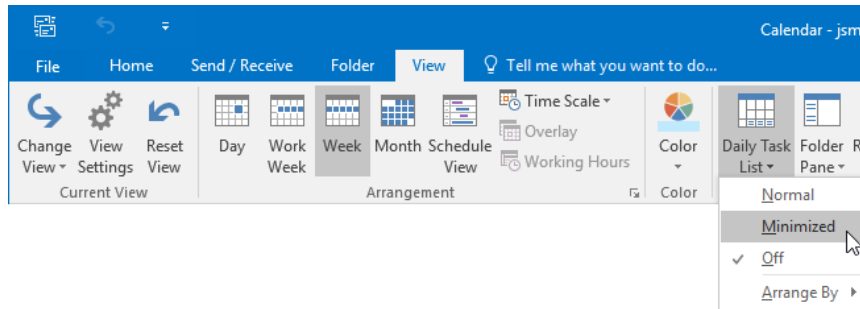 Calendar - jsm
File Home Send / Receive Folder View Tell me what you want to do...
Change View
View Settings
Reset View
Day
Work Week
Week
Month
Schedule View
Time Scale
Overlay
Working Hours
Color
Daily Task List
Folder Pane
R
Current View
Arrangement
Color
Normal
Minimized
Off
Arrange By